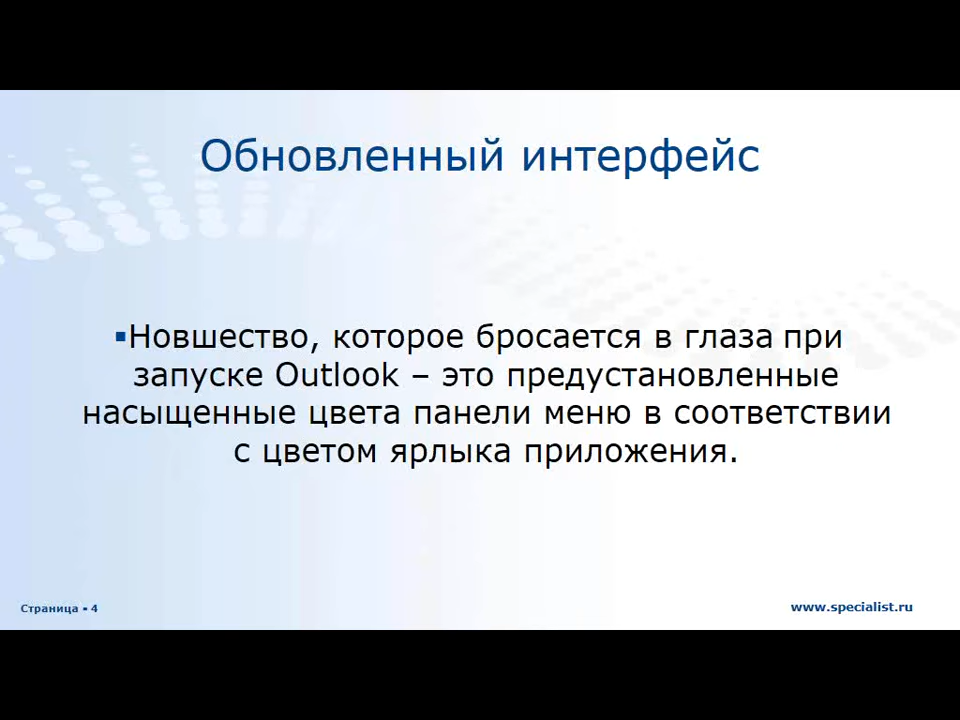 Обновленный интерфейс
▪Новшество, которое бросается в глаза при
запуске Outlook – это предустановленные
насыщенные цвета панели меню в соответствии
с цветом ярлыка приложения.
Страница ▪ 4
www.specialist.ru